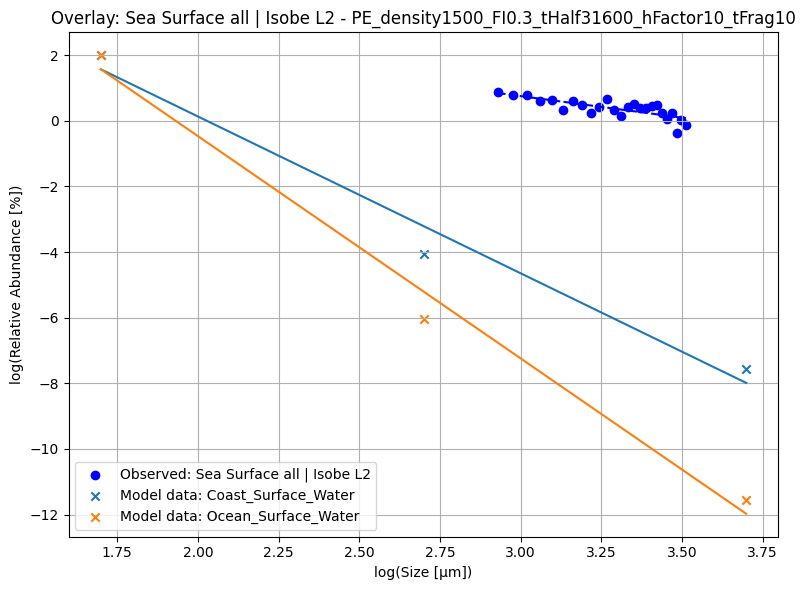 Overlay: Sea Surface all | Isobe L2 - PE_density1500_FI0.3_tHalf31600_hFactor10_tFrag10
log(Relative Abundance [%])
2
0
−2
−4
−6
−8
−10
−12
Observed: Sea Surface all | Isobe L2
Model data: Coast_Surface_Water
Model data: Ocean_Surface_Water
1.75 2.00 2.25 2.50 2.75 3.00 3.25 3.50 3.75
log(Size [μm])